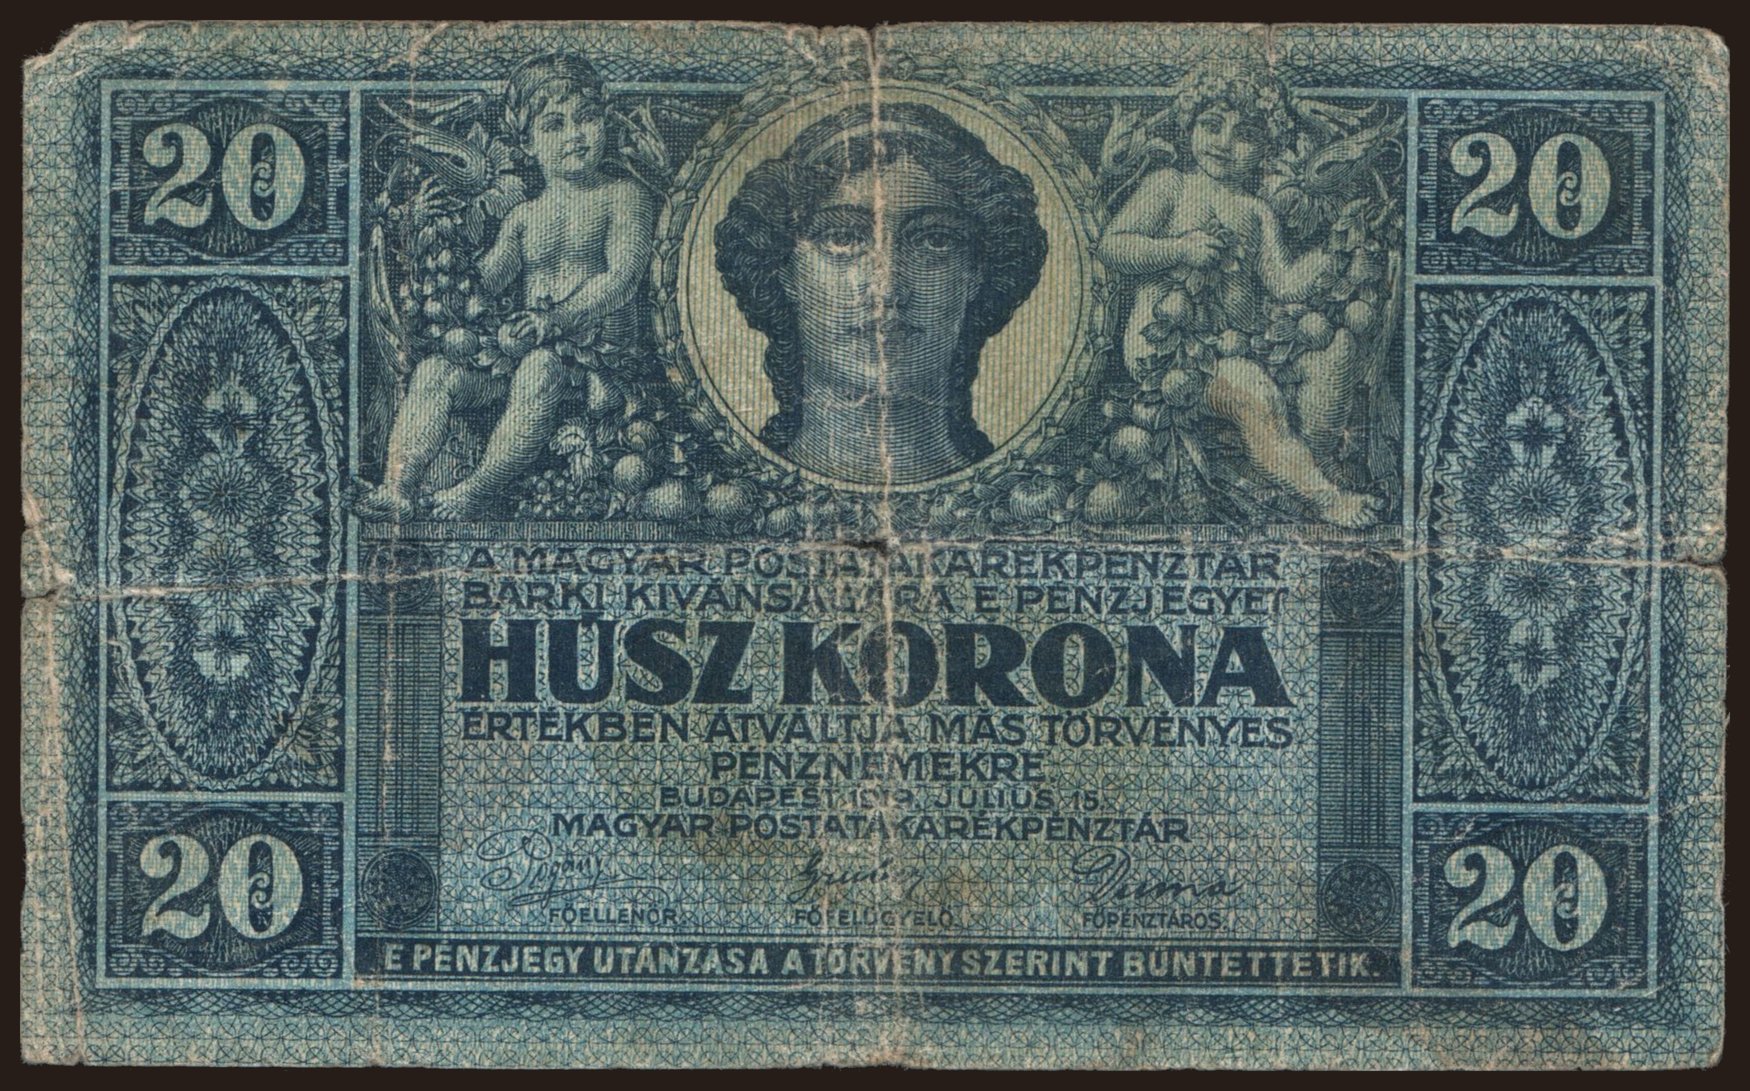 20 20
A MAGYAR POSTATAKARÉKPÉNZTÁR
BÁRKI KIVÁNSÁGÁRA E PÉNZJEGYET
HÚSZ KORONA
ÉRTÉKBEN ÁTVÁLTJA MÁS TÖRVÉNYES
PÉNZNEMEKRE.
BUDAPEST, 1919. JÚLIUS 15.
MAGYAR POSTATAKARÉKPÉNZTÁR
FŐELLENŐR. FŐFELÜGYELŐ. FŐPÉNZTÁROS.
20 20
E PÉNZJEGY UTÁNZÁSA A TÖRVÉNY SZERINT BÜNTETTETIK.